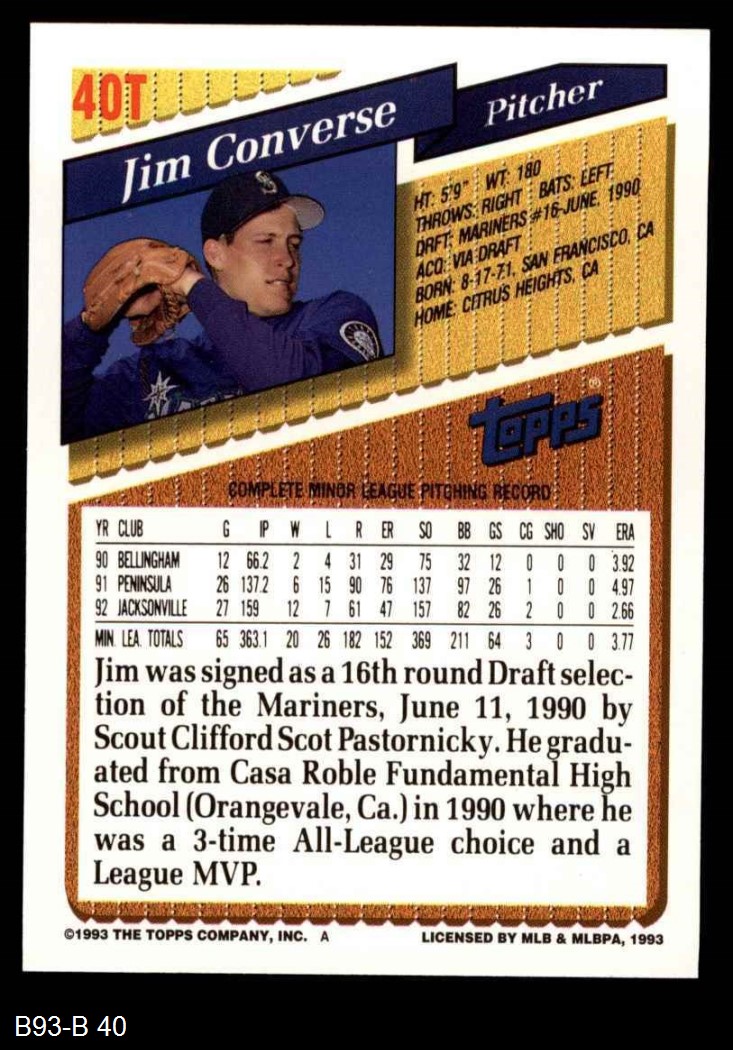 40T
Jim Converse
Pitcher
HT: 5'9" WT: 180
THROWS: RIGHT BATS: LEFT
DRFT: MARINERS #16-JUNE, 1990
ACQ: VIA DRAFT
BORN: 8-17-71, SAN FRANCISCO, CA
HOME: CITRUS HEIGHTS, CA
S
topps®
COMPLETE MINOR LEAGUE PITCHING RECORD
YR CLUB G IP W L R ER SO BB GS CG SHO SV ERA
90 BELLINGHAM 12 66.2 2 4 31 29 75 32 12 0 0 0 3.92
91 PENINSULA 26 137.2 6 15 90 76 137 97 26 1 0 0 4.97
92 JACKSONVILLE 27 159 12 7 61 47 157 82 26 2 0 0 2.66
MIN. LEA. TOTALS 65 363.1 20 26 182 152 369 211 64 3 0 0 3.77
Jim was signed as a 16th round Draft selec-
tion of the Mariners, June 11, 1990 by
Scout Clifford Scot Pastornicky. He gradu-
ated from Casa Roble Fundamental High
School (Orangevale, Ca.) in 1990 where he
was a 3-time All-League choice and a
League MVP.
©1993 THE TOPPS COMPANY, INC. A
LICENSED BY MLB & MLBPA, 1993
B93-B 40